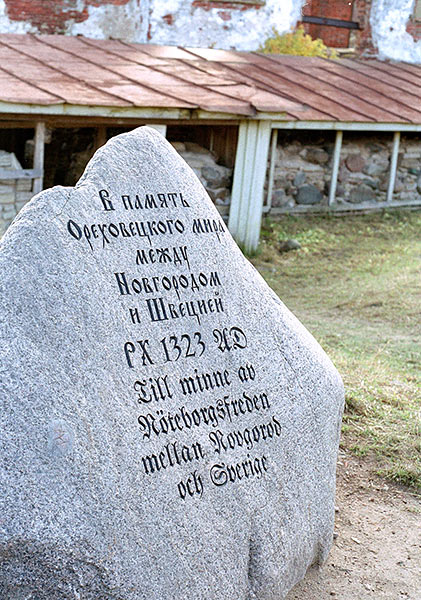 В память
Ореховецкого мира
между
Новгородом
и Швецией
РХ 1323 AD
Till minne av
Nöteborgsfreden
mellan Novgorod
och Sverige